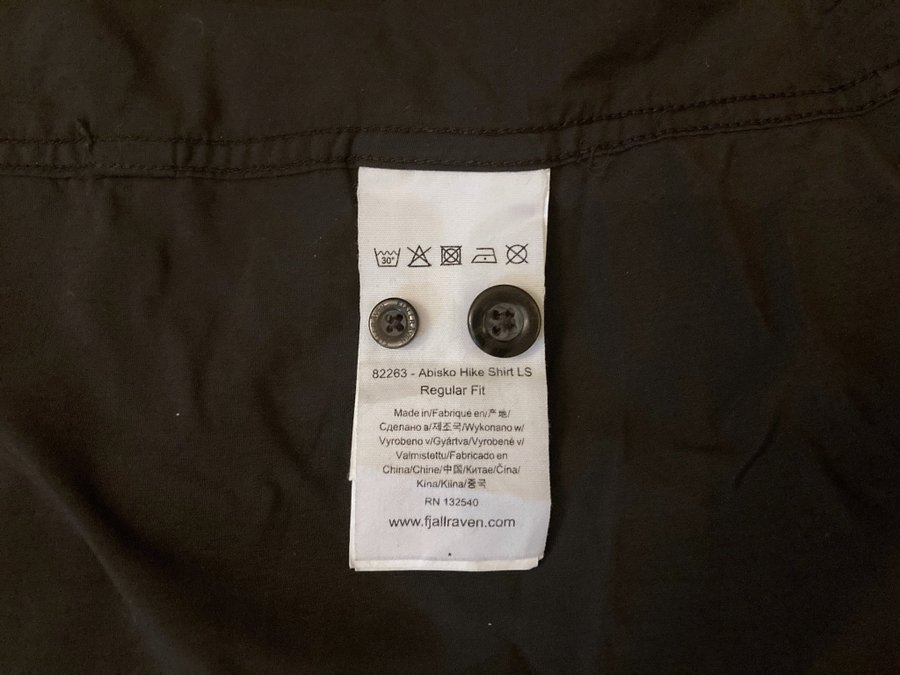 30°
82263 - Abisko Hike Shirt LS
Regular Fit
Made in/Fabriqué en/产地/
Сделано в/제조국/Wykonano w/
Vyrobeno v/Gyártva/Vyrobené v/
Valmistettu/Fabricado en
China/Chine/中国/Китае/Čína/
Kína/Kiina/중국
RN 132540
www.fjallraven.com